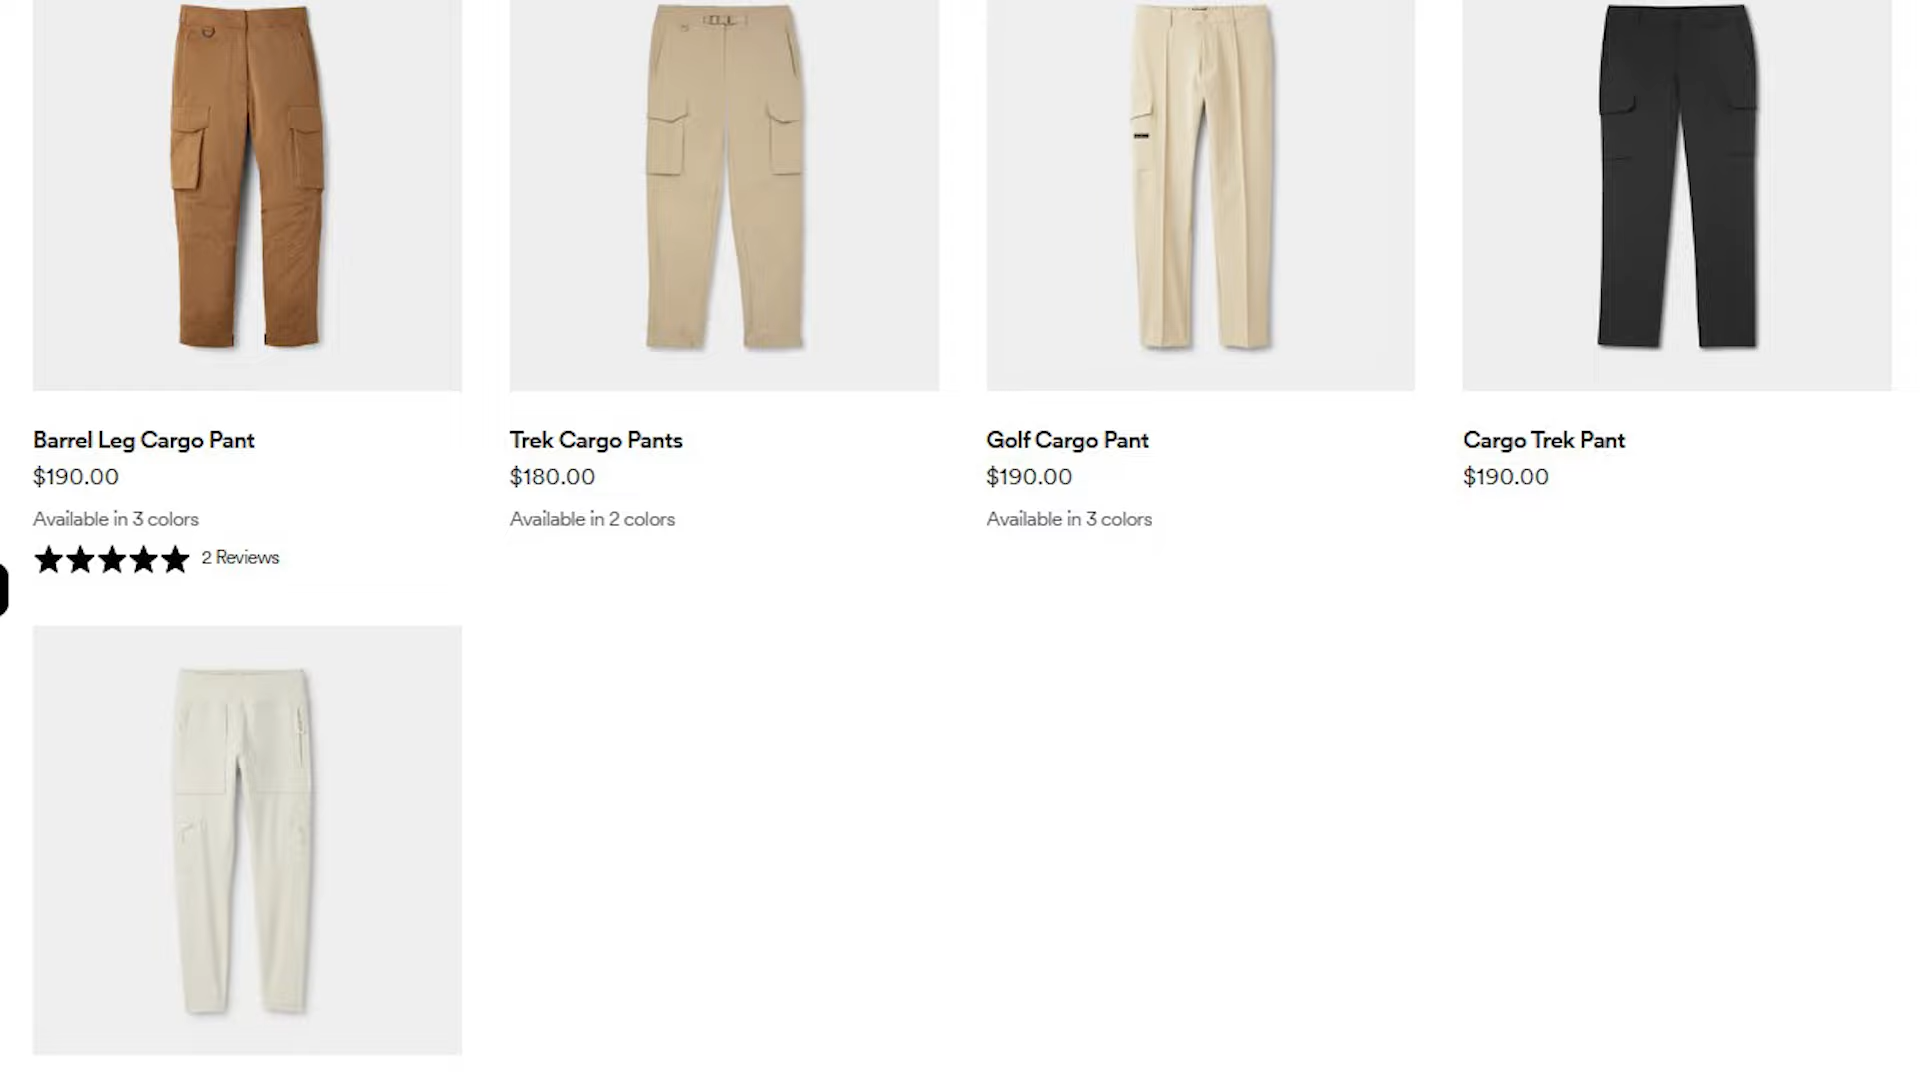 Barrel Leg Cargo Pant
$190.00
Available in 3 colors
2 Reviews
Trek Cargo Pants
$180.00
Available in 2 colors
Golf Cargo Pant
$190.00
Available in 3 colors
Cargo Trek Pant
$190.00